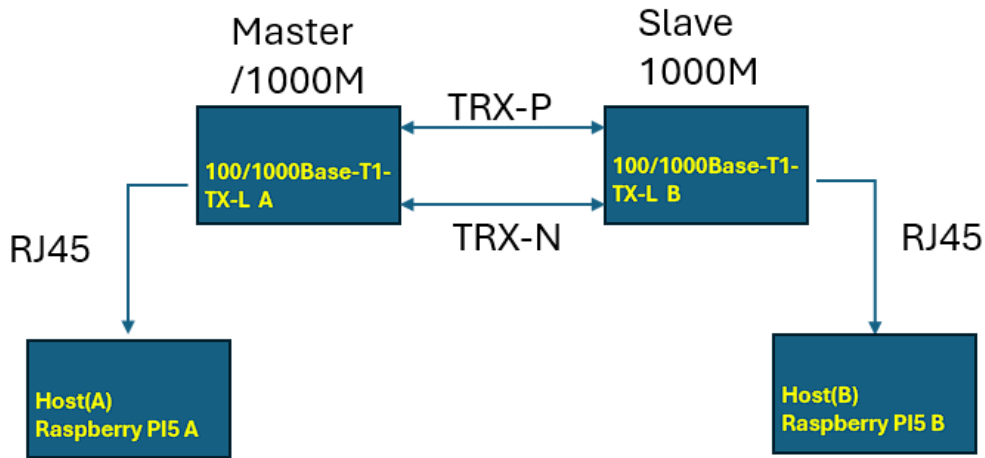 Master
/1000M
Slave
1000M
TRX-P
100/1000Base-T1-
TX-L A
100/1000Base-T1-
TX-L B
TRX-N
RJ45
RJ45
Host(A)
Raspberry PI5 A
Host(B)
Raspberry PI5 B